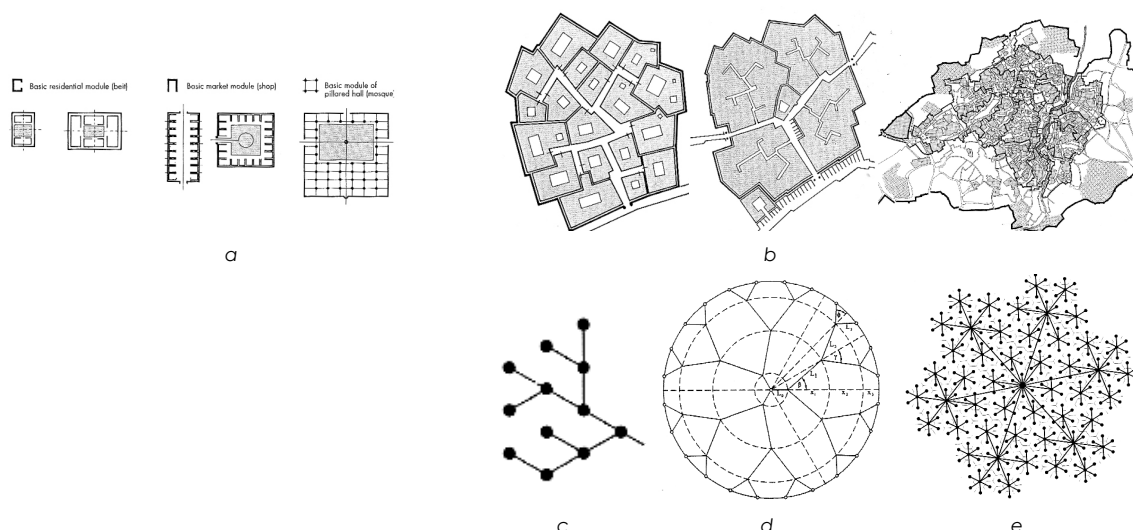 Basic residential module (beit)
Basic market module (shop)
Basic module of
pillared hall (mosque)
a
b
c
d
e